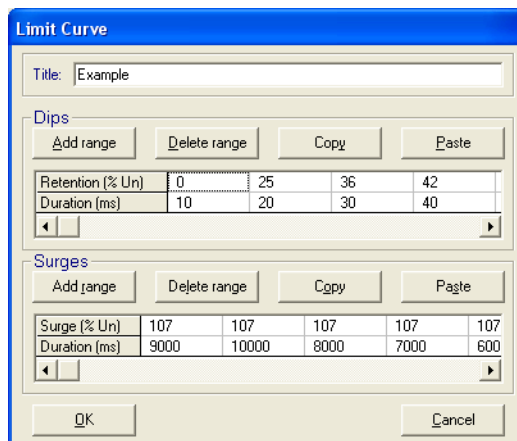 Limit Curve
Title: Example
Dips
Add range Delete range Copy Paste
Retention (% Un) 0 25 36 42
Duration (ms) 10 20 30 40
Surges
Add range Delete range Copy Paste
Surge (% Un) 107 107 107 107 107
Duration (ms) 9000 10000 8000 7000 600
OK Cancel